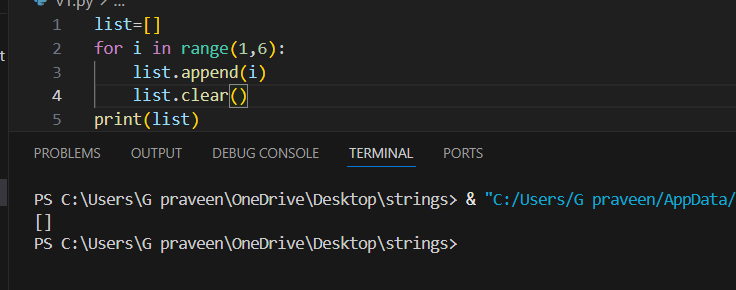 V1.py > ...
1 list=[]
2 for i in range(1,6):
3     list.append(i)
4     list.clear()
5 print(list)
PROBLEMS OUTPUT DEBUG CONSOLE TERMINAL PORTS
PS C:\Users\G praveen\OneDrive\Desktop\strings> & "C:/Users/G praveen/AppData/
[]
PS C:\Users\G praveen\OneDrive\Desktop\strings>